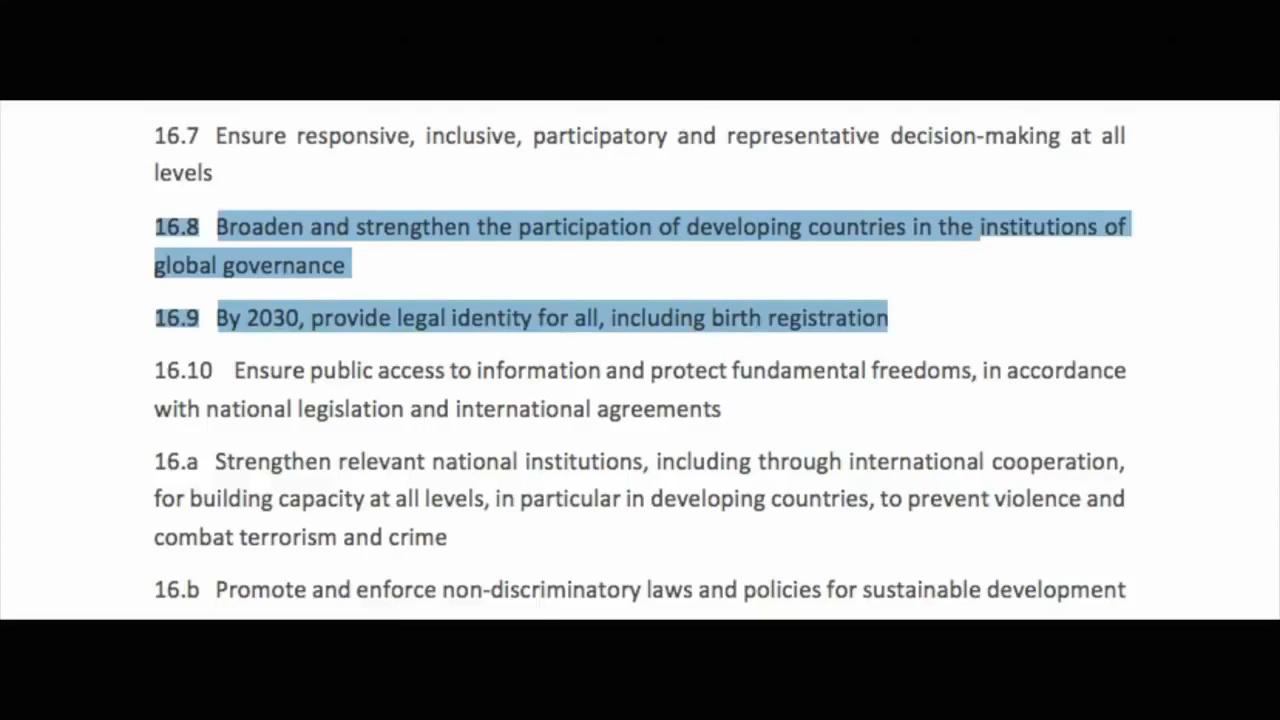 16.7 Ensure responsive, inclusive, participatory and representative decision-making at all
levels
16.8 Broaden and strengthen the participation of developing countries in the institutions of
global governance
16.9 By 2030, provide legal identity for all, including birth registration
16.10 Ensure public access to information and protect fundamental freedoms, in accordance
with national legislation and international agreements
16.a Strengthen relevant national institutions, including through international cooperation,
for building capacity at all levels, in particular in developing countries, to prevent violence and
combat terrorism and crime
16.b Promote and enforce non-discriminatory laws and policies for sustainable development